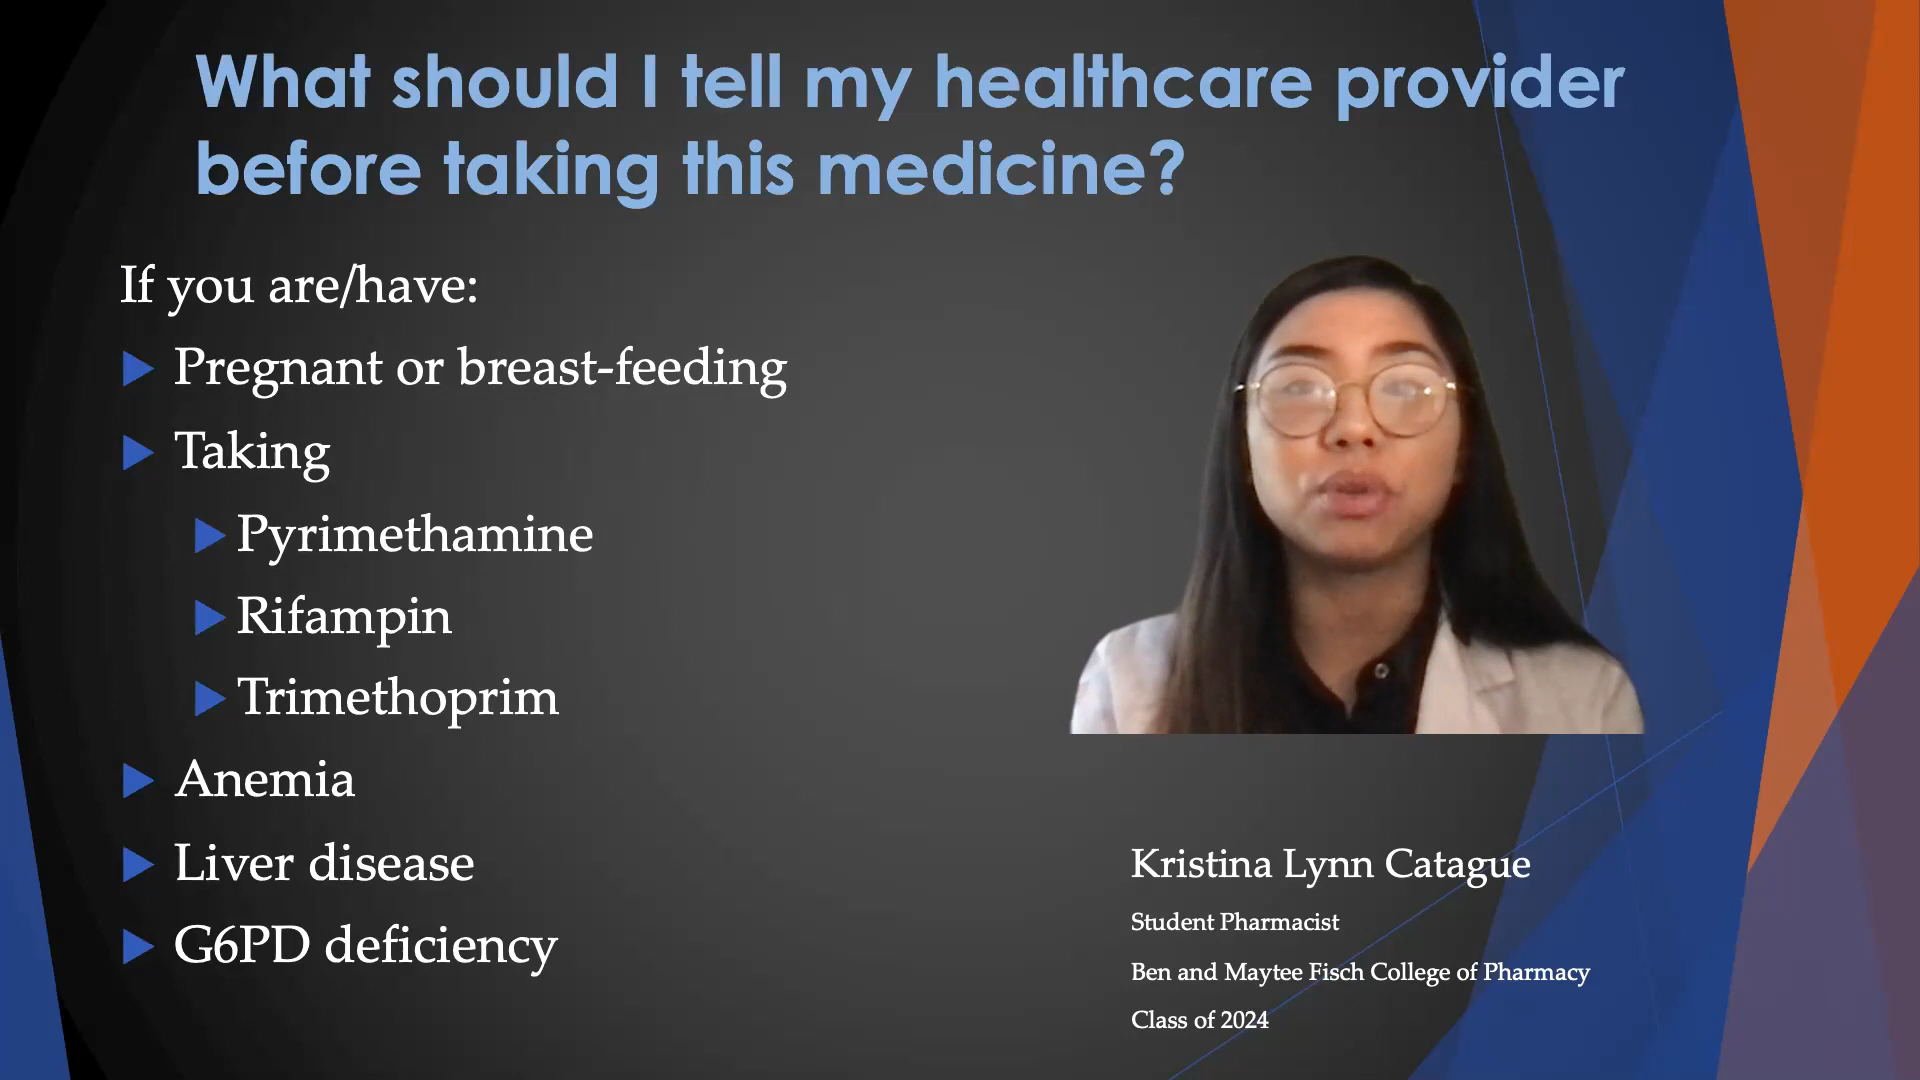 What should I tell my healthcare provider
before taking this medicine?
If you are/have:
Pregnant or breast-feeding
Taking
Pyrimethamine
Rifampin
Trimethoprim
Anemia
Liver disease
G6PD deficiency
Kristina Lynn Catague
Student Pharmacist
Ben and Maytee Fisch College of Pharmacy
Class of 2024